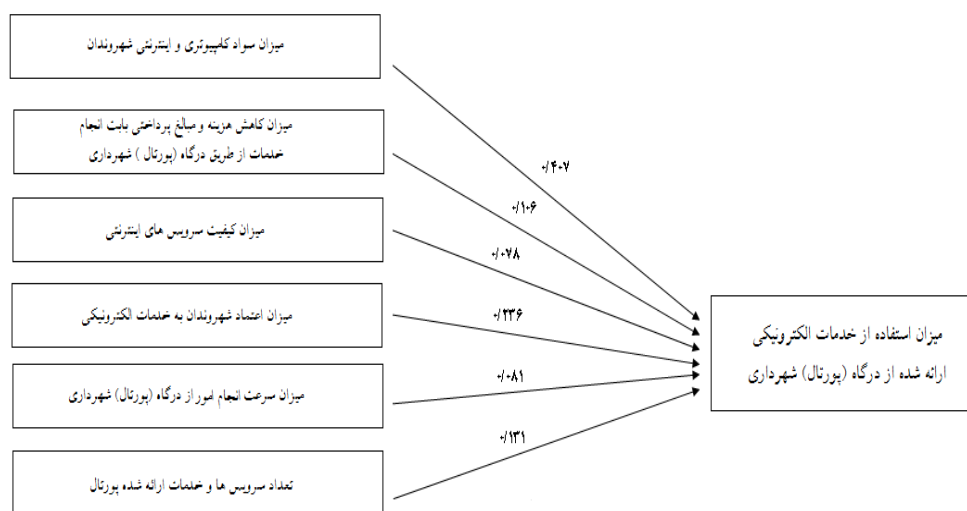 میزان سواد کامپیوتری و اینترنتی شهروندان
میزان کاهش هزینه و مبالغ پرداختی بابت انجام
خدمات از طریق درگاه (پورتال ) شهرداری
میزان کیفیت سرویس های اینترنتی
میزان اعتماد شهروندان به خدمات الکترونیکی
میزان سرعت انجام امور از درگاه (پورتال) شهرداری
تعداد سرویس ها و خدمات ارائه شده پورتال
۰/۴۰۷
۰/۱۰۶
۰/۰۷۸
۰/۲۳۶
۰/۰۸۱
۰/۱۳۱
میزان استفاده از خدمات الکترونیکی
ارائه شده از درگاه (پورتال) شهرداری